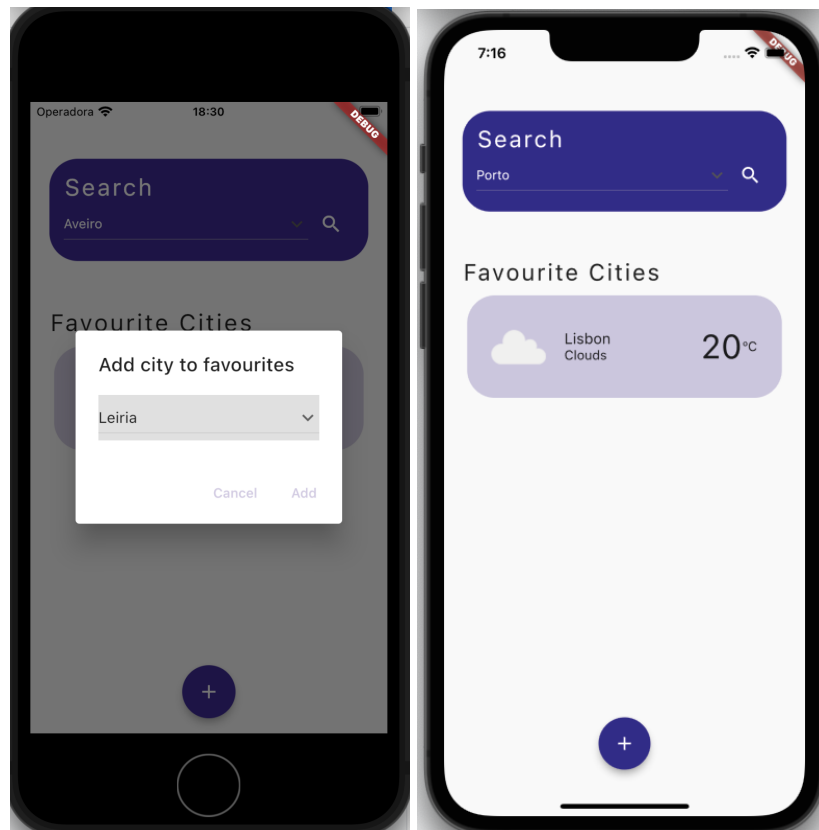 Operadora 18:30
DEBUG
Search
Aveiro
Favourite Cities
Add city to favourites
Leiria
Cancel Add
+
7:16
DEBUG
Search
Porto
Favourite Cities
Lisbon
Clouds
20°C
+